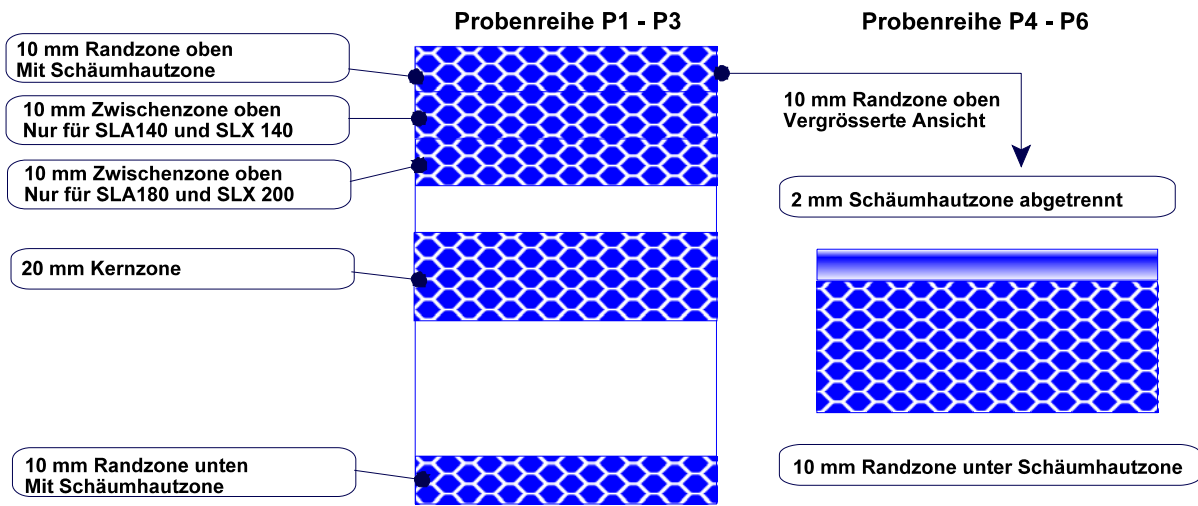 Probenreihe P1 - P3
10 mm Randzone oben
Mit Schäumhautzone
10 mm Zwischenzone oben
Nur für SLA140 und SLX 140
10 mm Zwischenzone oben
Nur für SLA180 und SLX 200
20 mm Kernzone
10 mm Randzone unten
Mit Schäumhautzone
Probenreihe P4 - P6
10 mm Randzone oben
Vergrösserte Ansicht
2 mm Schäumhautzone abgetrennt
10 mm Randzone unter Schäumhautzone